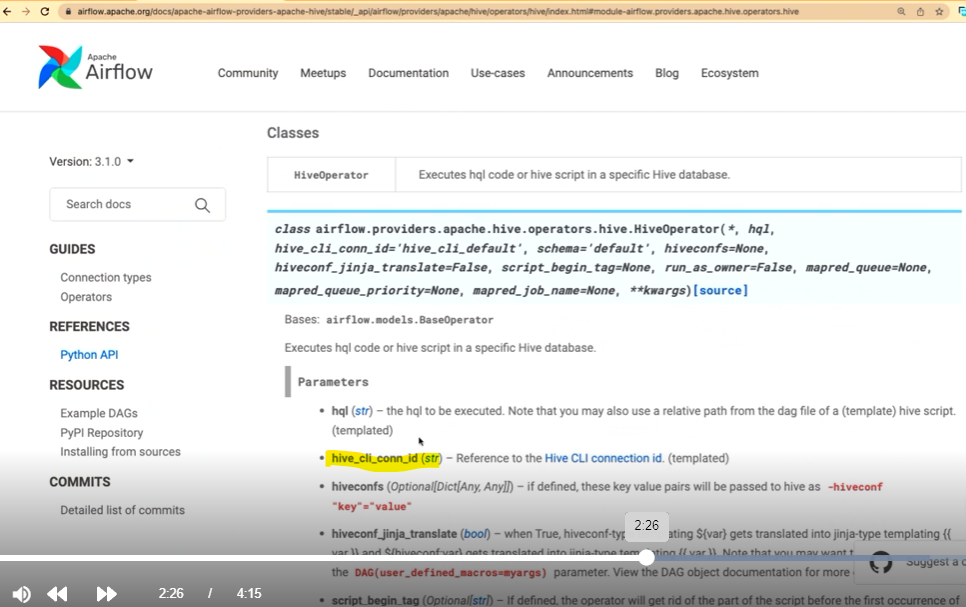 airflow.apache.org/docs/apache-airflow-providers-apache-hive/stable/_api/airflow/providers/apache/hive/operators/hive/index.html#module-airflow.providers.apache.hive.operators.hive
Apache
Airflow
Community Meetups Documentation Use-cases Announcements Blog Ecosystem
Version: 3.1.0
Search docs
GUIDES
Connection types
Operators
REFERENCES
Python API
RESOURCES
Example DAGs
PyPI Repository
Installing from sources
COMMITS
Detailed list of commits
Classes
HiveOperator Executes hql code or hive script in a specific Hive database.
class airflow.providers.apache.hive.operators.hive.HiveOperator(*, hql,
hive_cli_conn_id='hive_cli_default', schema='default', hiveconfs=None,
hiveconf_jinja_translate=False, script_begin_tag=None, run_as_owner=False, mapred_queue=None,
mapred_queue_priority=None, mapred_job_name=None, **kwargs)[source]
Bases: airflow.models.BaseOperator
Executes hql code or hive script in a specific Hive database.
Parameters
• hql (str) – the hql to be executed. Note that you may also use a relative path from the dag file of a (template) hive script.
(templated)
• hive_cli_conn_id (str) – Reference to the Hive CLI connection id. (templated)
• hiveconfs (Optional[Dict[Any, Any]]) – if defined, these key value pairs will be passed to hive as -hiveconf
"key"="value"
• hiveconf_jinja_translate (bool) – when True, hiveconf-typ ating ${var} gets translated into jinja-type templating {{
var }} and ${hiveconf:var} gets translated into jinja-type templating {{ var }}. Note that you may want t
the DAG(user_defined_macros=myargs) parameter. View the DAG object documentation for more
• script_begin_tag (Optional[str]) – If defined, the operator will get rid of the part of the script before the first occurrence of
2:26
Suggest a c
2:26 / 4:15